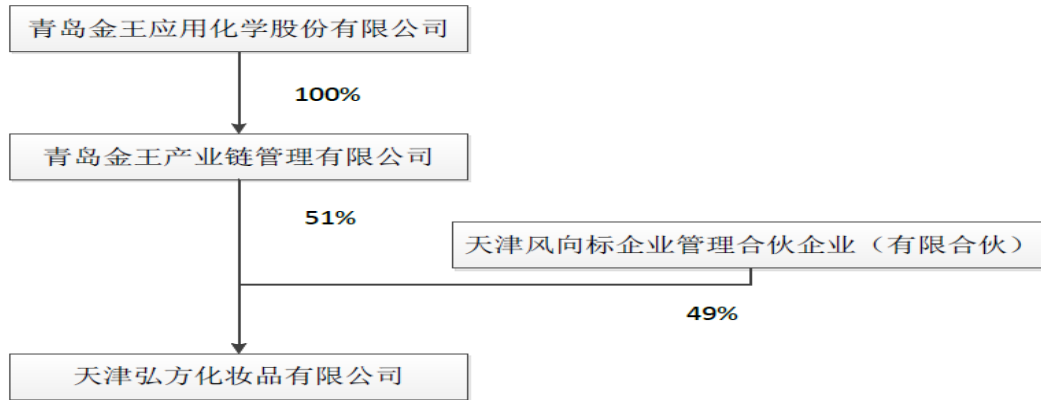 青岛金王应用化学股份有限公司
100%
青岛金王产业链管理有限公司
51%
天津风向标企业管理合伙企业（有限合伙）
49%
天津弘方化妆品有限公司